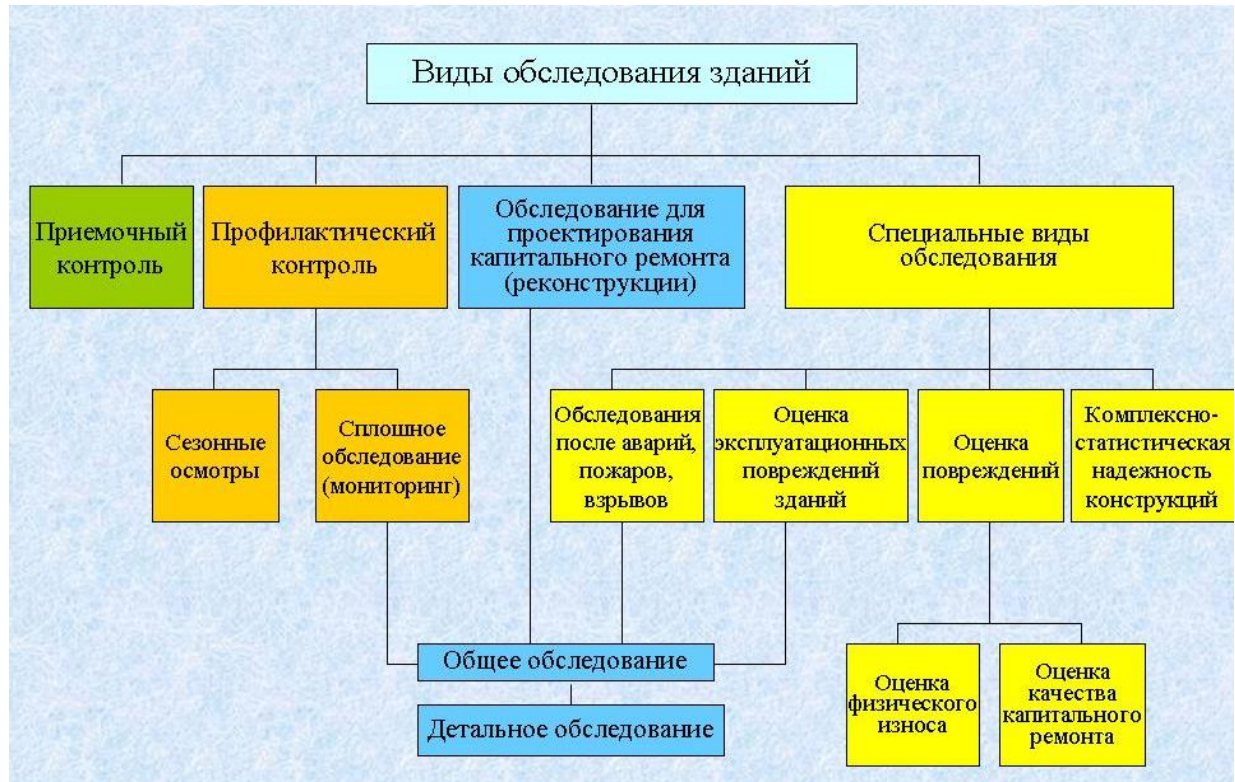 Виды обследования зданий
Приемочный
контроль
Профилактический
контроль
Обследование для
проектирования
капитального ремонта
(реконструкции)
Специальные виды
обследования
Сезонные
осмотры
Сплошное
обследование
(мониторинг)
Обследования
после аварий,
пожаров,
взрывов
Оценка
эксплуатационных
повреждений
зданий
Оценка
повреждений
Комплексно-
статистическая
надежность
конструкций
Общее обследование
Детальное обследование
Оценка
физического
износа
Оценка
качества
капитального
ремонта